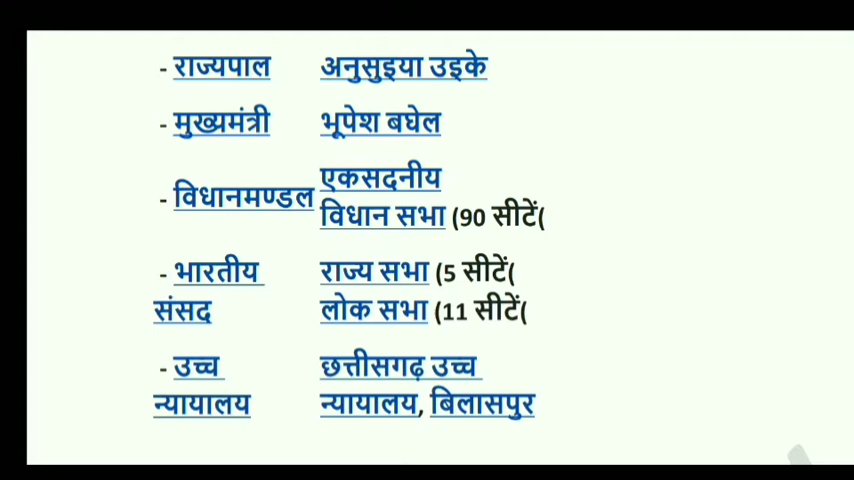 - राज्यपाल अनुसुइया उइके
- मुख्यमंत्री भूपेश बघेल
- विधानमण्डल एकसदनीय
विधान सभा (90 सीटें(
- भारतीय राज्य सभा (5 सीटें(
संसद लोक सभा (11 सीटें(
- उच्च छत्तीसगढ़ उच्च
न्यायालय न्यायालय, बिलासपुर